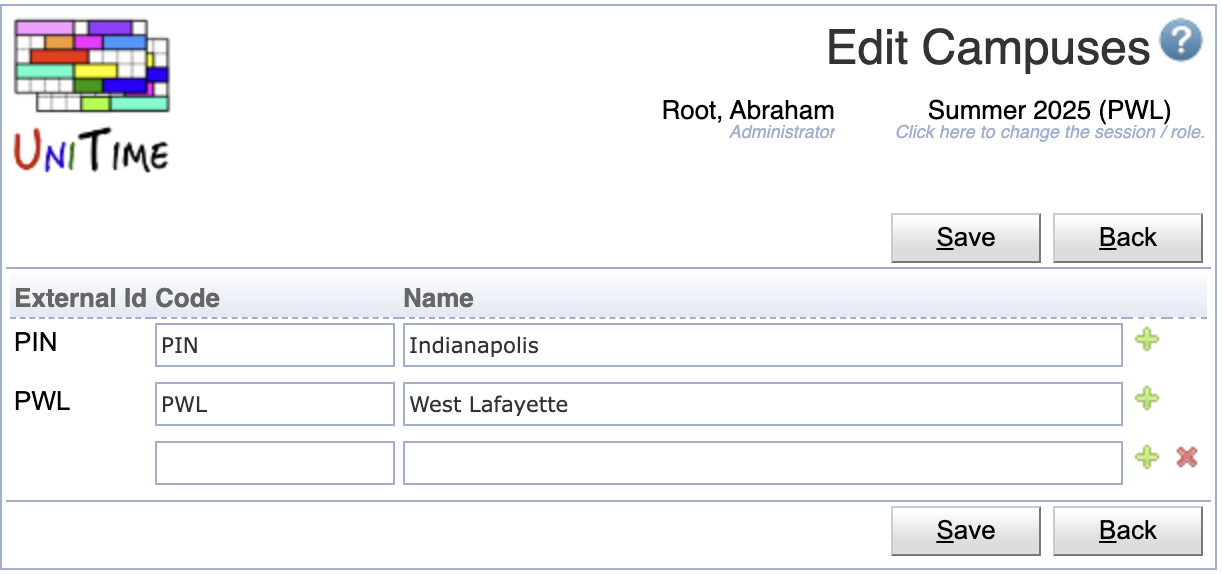 Edit Campuses
?
Root, Abraham
Administrator
Summer 2025 (PWL)
Click here to change the session / role.
UNITIME
Save Back
External Id Code Name
PIN PIN Indianapolis
PWL PWL West Lafayette
Save Back